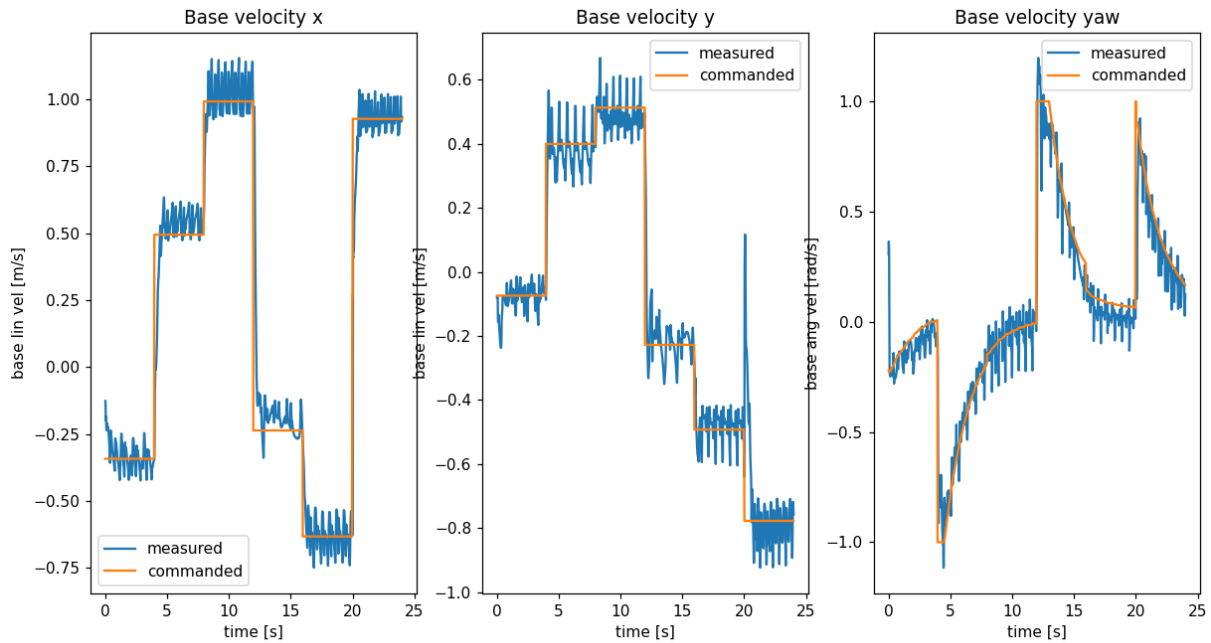 Base velocity x
base lin vel [m/s]
1.00
0.75
0.50
0.25
0.00
−0.25
−0.50
−0.75
measured
commanded
0
5
10
15
20
25
time [s]
Base velocity y
base lin vel [m/s]
0.6
0.4
0.2
0.0
−0.2
−0.4
−0.6
−0.8
−1.0
measured
commanded
0
5
10
15
20
25
time [s]
Base velocity yaw
base ang vel [rad/s]
1.0
0.5
0.0
−0.5
−1.0
measured
commanded
0
5
10
15
20
25
time [s]